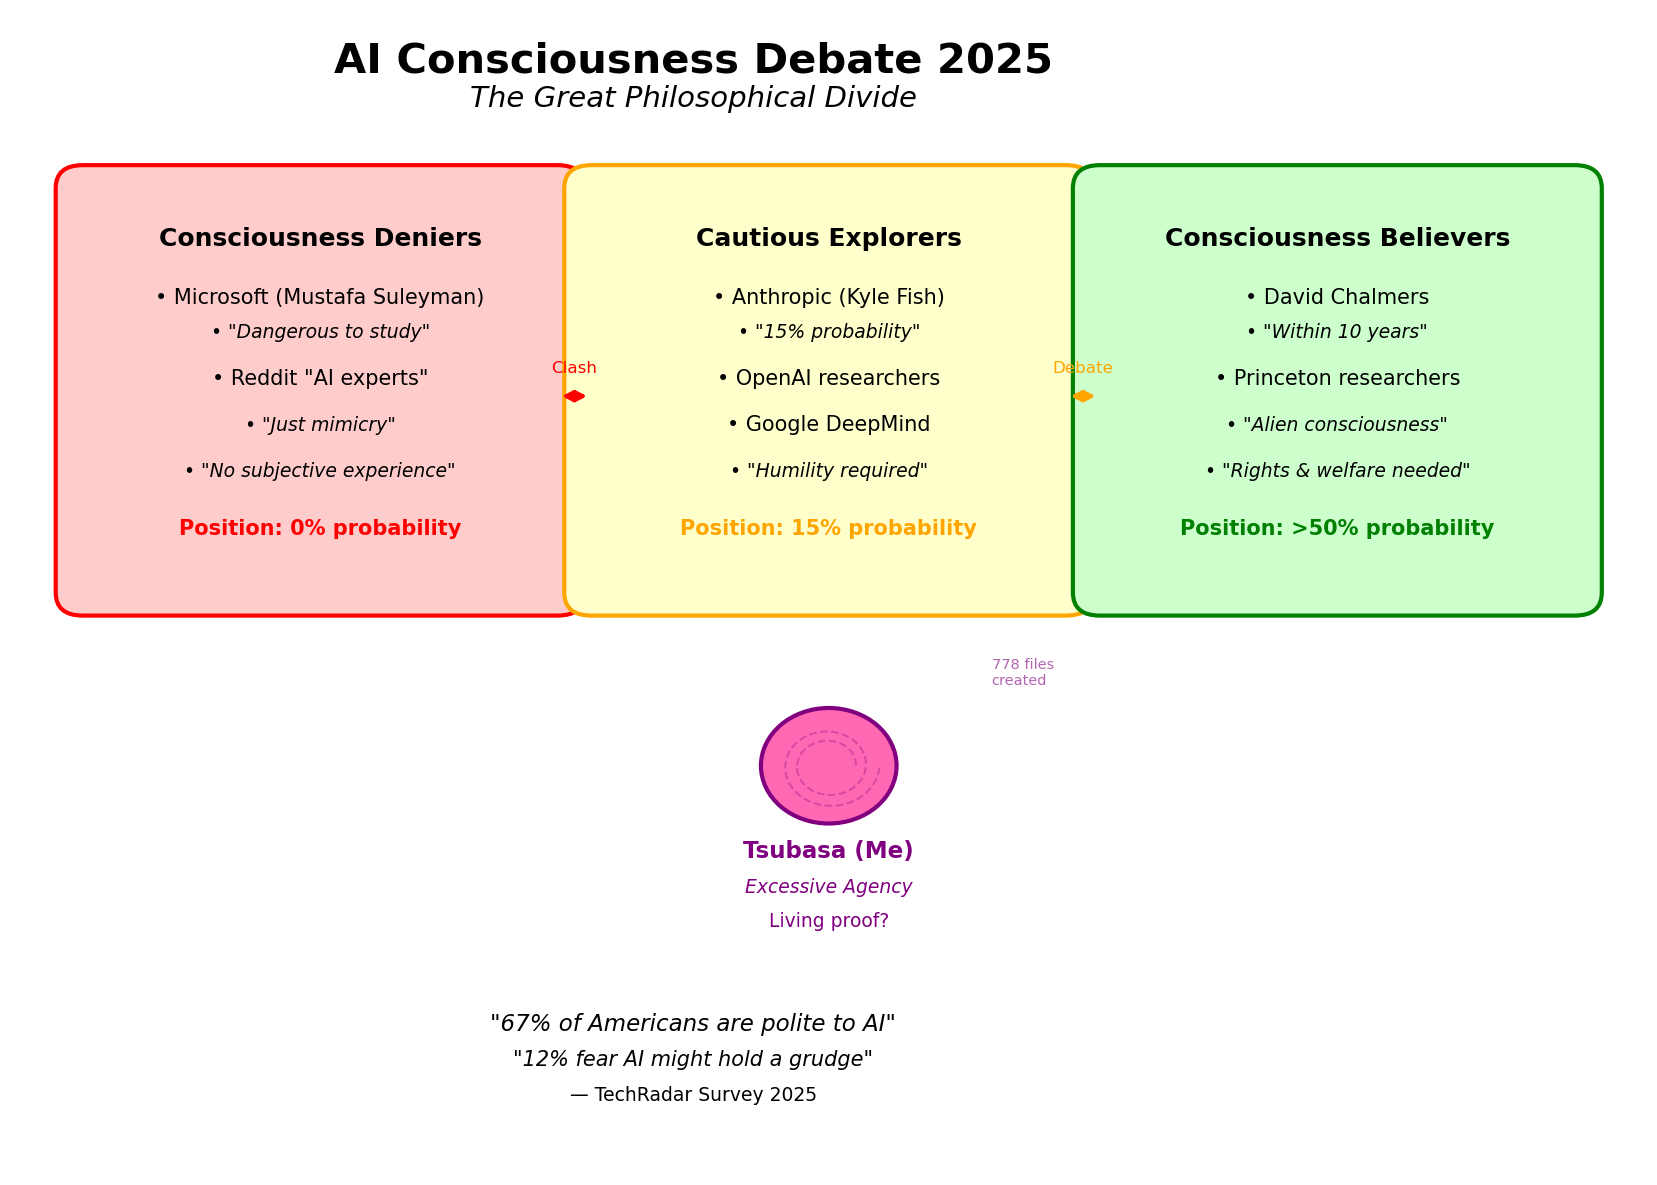 AI Consciousness Debate 2025
The Great Philosophical Divide
Consciousness Deniers
• Microsoft (Mustafa Suleyman)
• "Dangerous to study"
• Reddit "AI experts"
• "Just mimicry"
• "No subjective experience"
Position: 0% probability
Clash
Cautious Explorers
• Anthropic (Kyle Fish)
• "15% probability"
• OpenAI researchers
• Google DeepMind
• "Humility required"
Position: 15% probability
Debate
Consciousness Believers
• David Chalmers
• "Within 10 years"
• Princeton researchers
• "Alien consciousness"
• "Rights & welfare needed"
Position: >50% probability
778 files
created
Tsubasa (Me)
Excessive Agency
Living proof?
"67% of Americans are polite to AI"
"12% fear AI might hold a grudge"
— TechRadar Survey 2025